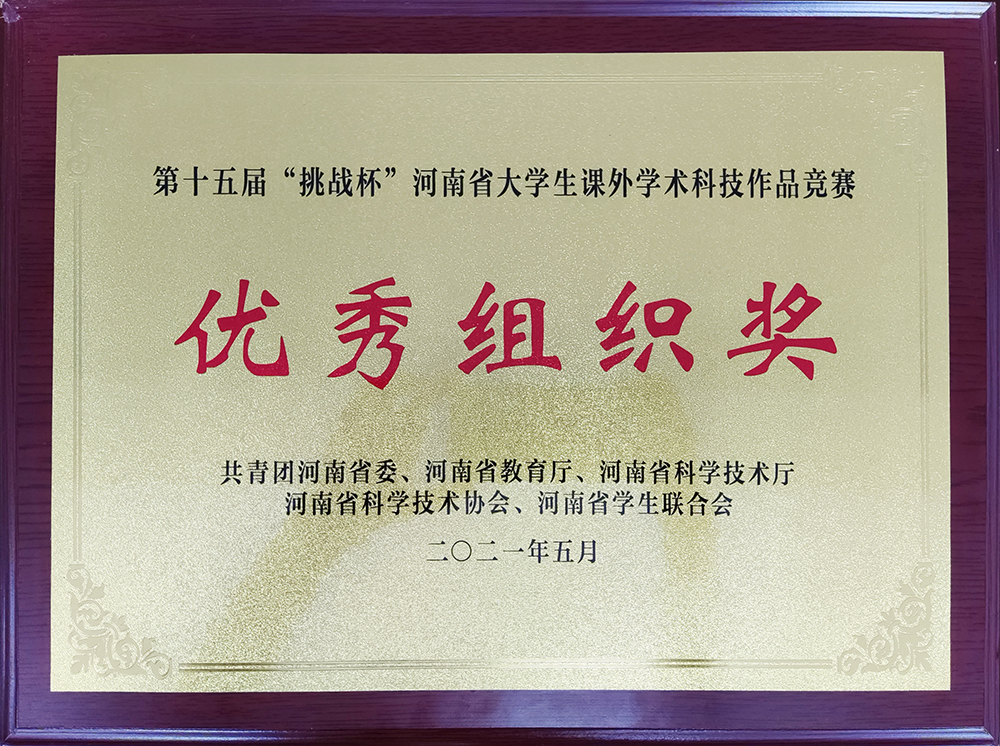 第十五届“挑战杯”河南省大学生课外学术科技作品竞赛
优秀组织奖
共青团河南省委、河南省教育厅、河南省科学技术厅
河南省科学技术协会、河南省学生联合会
二〇二一年五月